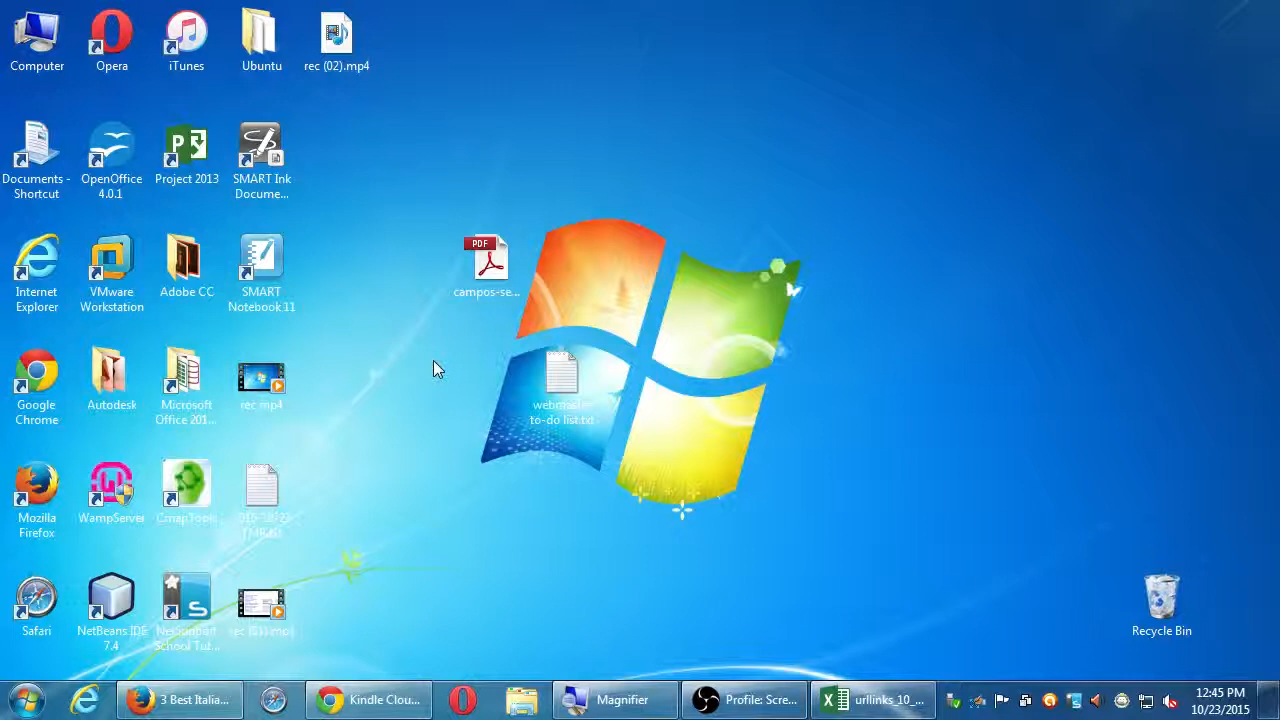 Computer
Opera
iTunes
Ubuntu
rec (02).mp4
Documents -
Shortcut
OpenOffice
4.0.1
Project 2013
SMART Ink
Docume...
Internet
Explorer
VMware
Workstation
Adobe CC
SMART
Notebook 11
PDF
campos-se...
Google
Chrome
Autodesk
Microsoft
Office 201...
rec mp4
webmaster
to-do list.txt
Mozilla
Firefox
WampServer
CmapTools
Safari
NetBeans IDE
7.4
NetSupport
School Tut...
rec (01).mp4
Recycle Bin
3 Best Italia...
Kindle Clou...
Magnifier
Profile: Scre...
urllinks_10_...
12:45 PM
10/23/2015